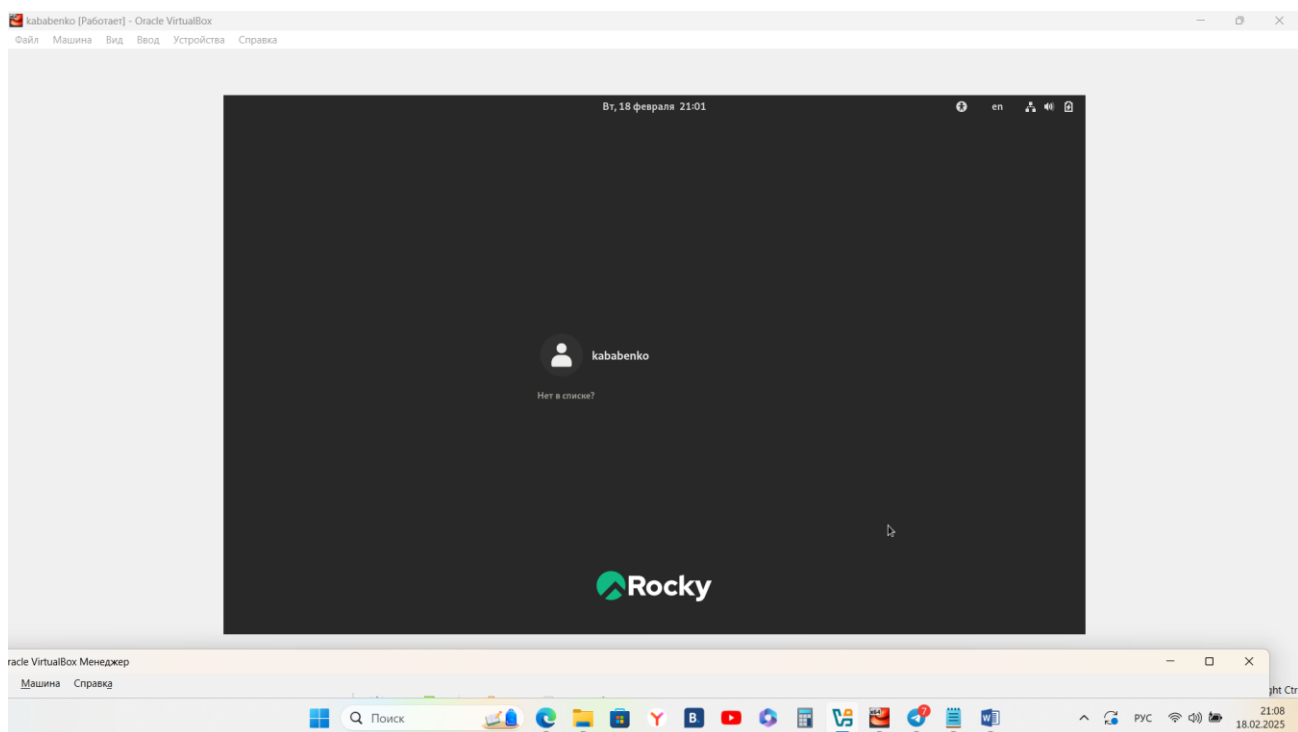 kababenko [Работает] - Oracle VirtualBox
Файл Машина Вид Ввод Устройства Справка
Вт, 18 февраля 21:01
en
kababenko
Нет в списке?
Rocky
racle VirtualBox Менеджер
Машина Справка
ght Ctr
Поиск
РУС
21:08
18.02.2025